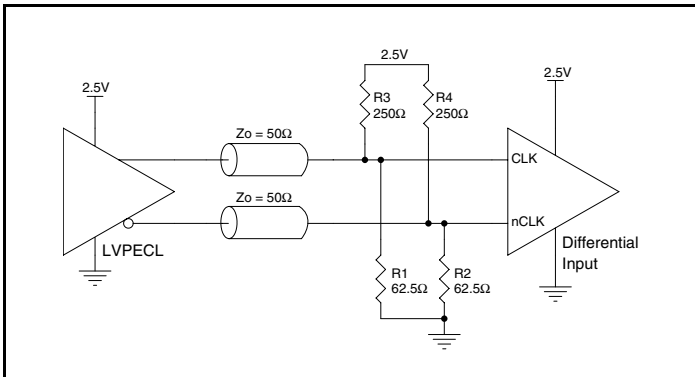 2.5V
2.5V
2.5V
R3
250Ω
R4
250Ω
Zo = 50Ω
CLK
Zo = 50Ω
nCLK
LVPECL
Differential
Input
R1
62.5Ω
R2
62.5Ω